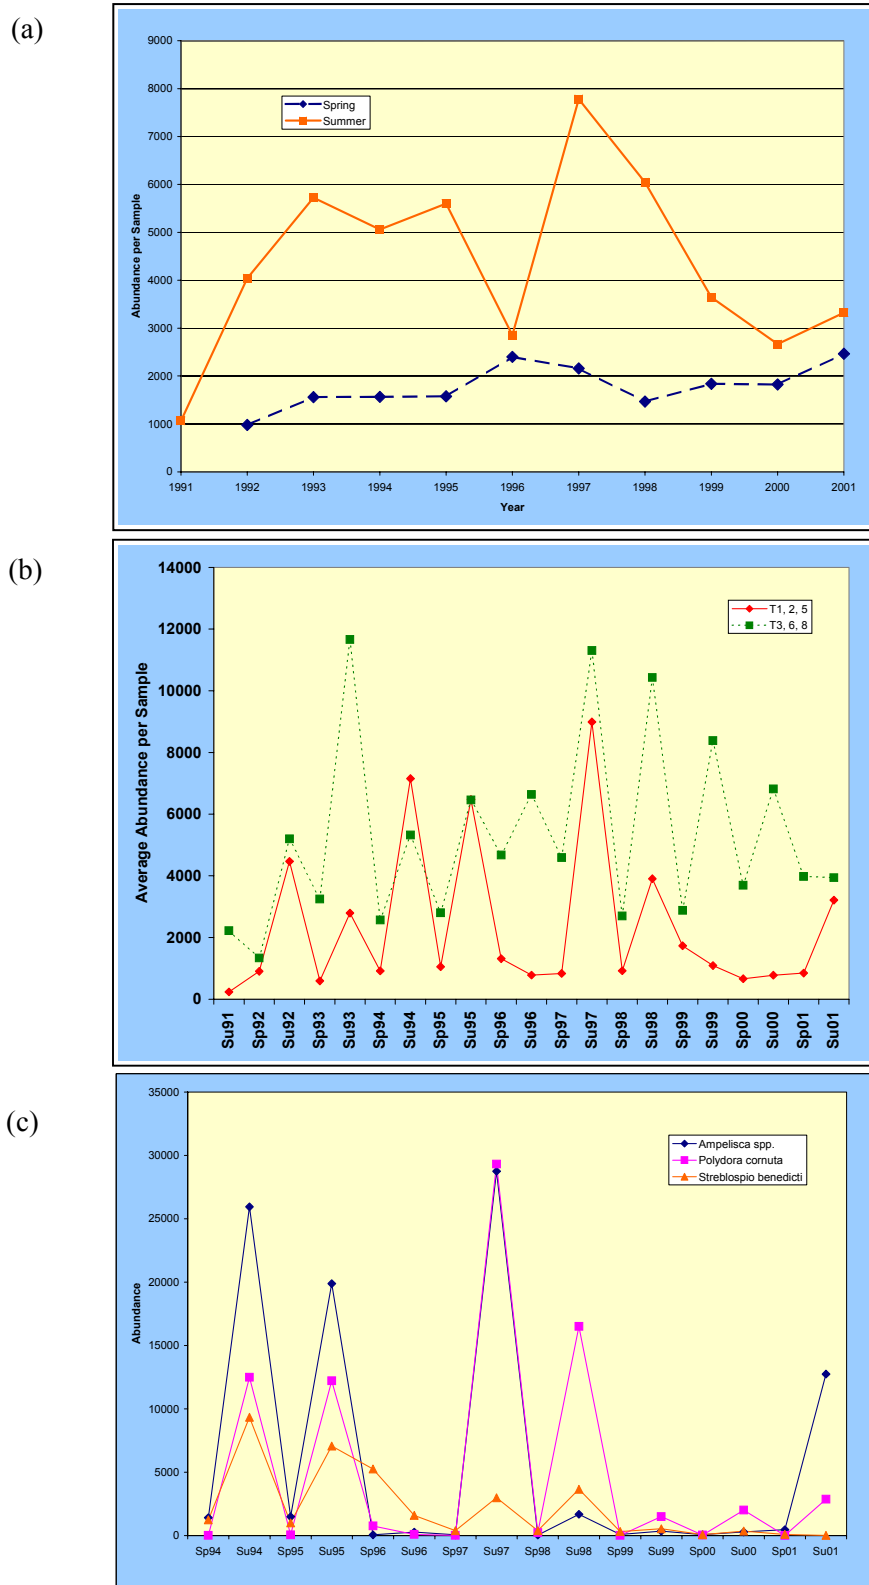 (a)
9000
8000
7000
6000
5000
4000
3000
2000
1000
0
Abundance per Sample
Spring
Summer
1991 1992 1993 1994 1995 1996 1997 1998 1999 2000 2001
Year
(b)
14000
12000
10000
8000
6000
4000
2000
0
Average Abundance per Sample
T1, 2, 5
T3, 6, 8
Su91 Sp92 Su92 Sp93 Su93 Sp94 Su94 Sp95 Su95 Sp96 Su96 Sp97 Su97 Sp98 Su98 Sp99 Su99 Sp00 Su00 Sp01 Su01
(c)
35000
30000
25000
20000
15000
10000
5000
0
Abundance
Ampelisca spp.
Polydora cornuta
Streblospio benedicti
Sp94 Su94 Sp95 Su95 Sp96 Su96 Sp97 Su97 Sp98 Su98 Sp99 Su99 Sp00 Su00 Sp01 Su01